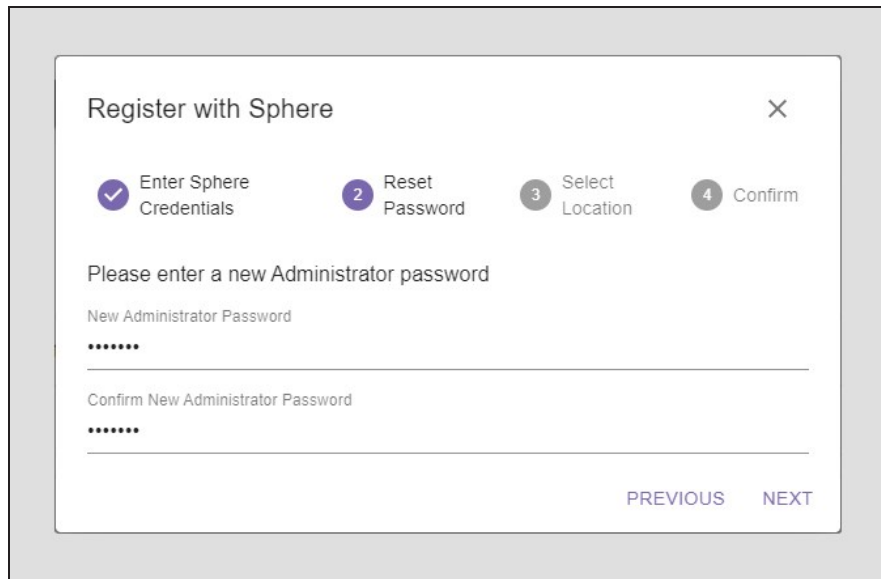 Register with Sphere
Enter Sphere
Credentials
2
Reset
Password
3
Select
Location
4
Confirm
Please enter a new Administrator password
New Administrator Password
•••••••
Confirm New Administrator Password
•••••••
PREVIOUS
NEXT